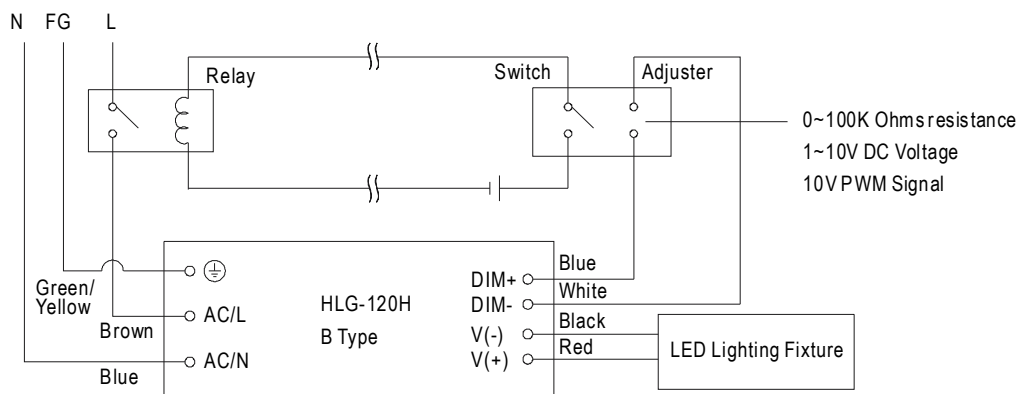 N FG L
Relay
Switch
Adjuster
0~100K Ohms resistance
1~10V DC Voltage
10V PWM Signal
Green/
Yellow
Brown
Blue
AC/L
AC/N
HLG-120H
B Type
DIM+
DIM-
V(-)
V(+)
Blue
White
Black
Red
LED Lighting Fixture